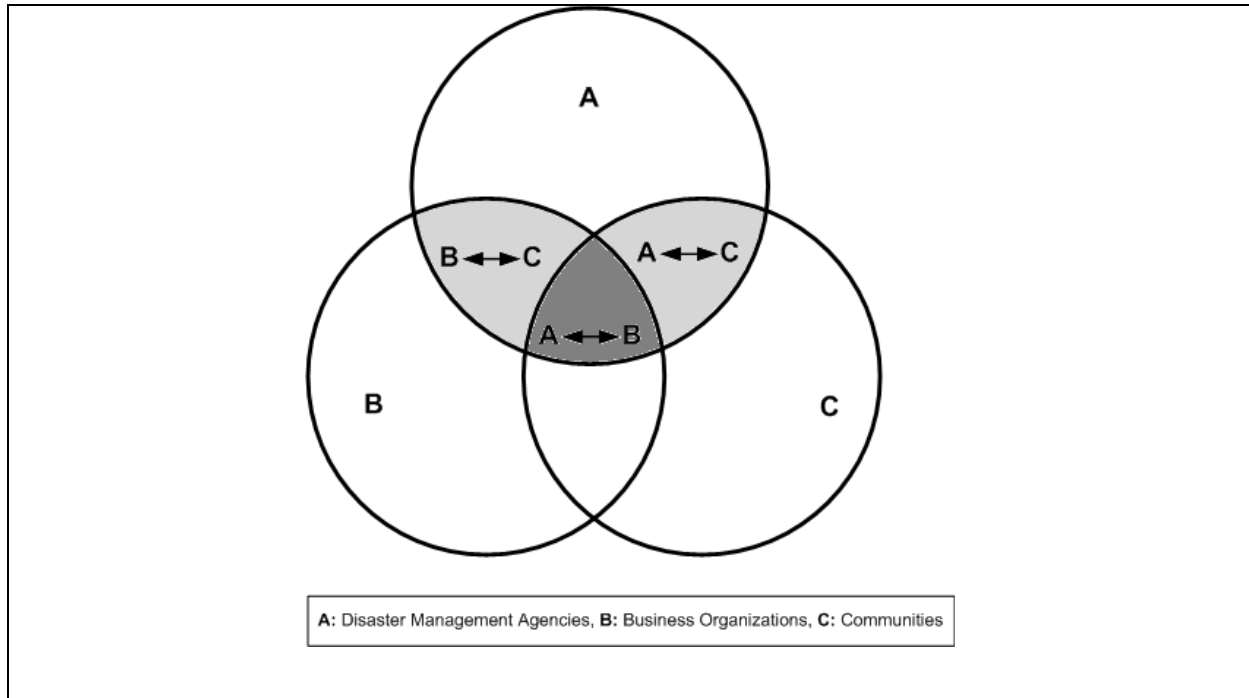 A
B ↔ C
A ↔ C
A ↔ B
B
C
A: Disaster Management Agencies, B: Business Organizations, C: Communities